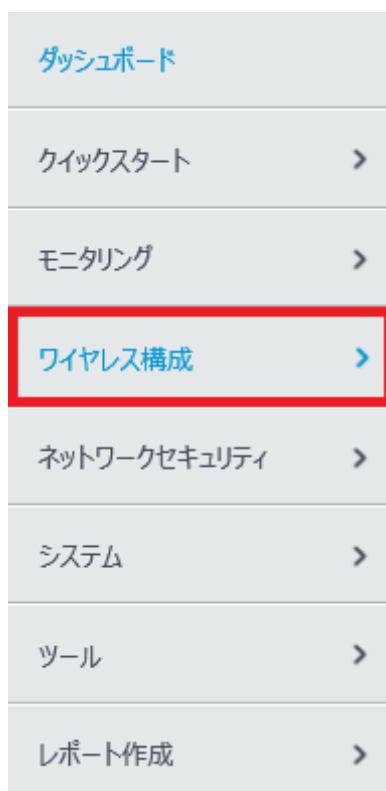 ダッシュボード
クイックスタート
モニタリング
ワイヤレス構成
ネットワークセキュリティ
システム
ツール
レポート作成